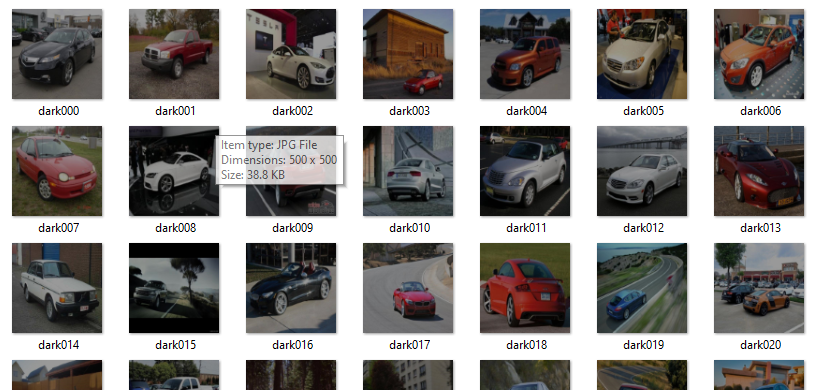 TESLA
dark000
dark001
dark002
dark003
dark004
dark005
dark006
Item type: JPG File
Dimensions: 500 x 500
Size: 38.8 KB
dark007
dark008
dark009
dark010
dark011
dark012
dark013
dark014
dark015
dark016
dark017
dark018
dark019
dark020